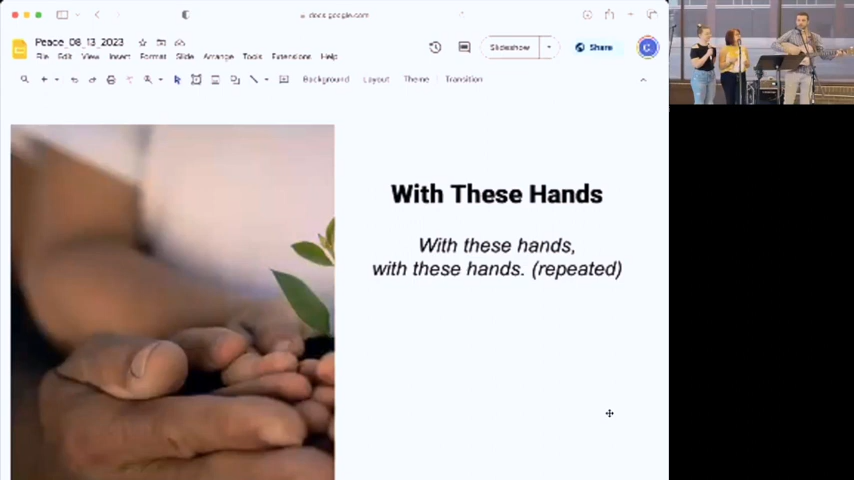 docs.google.com
Peace_08_13_2023
File Edit View Insert Format Slide Arrange Tools Extensions Help
Slideshow
Share
C
Background Layout Theme Transition
With These Hands
With these hands,
with these hands. (repeated)